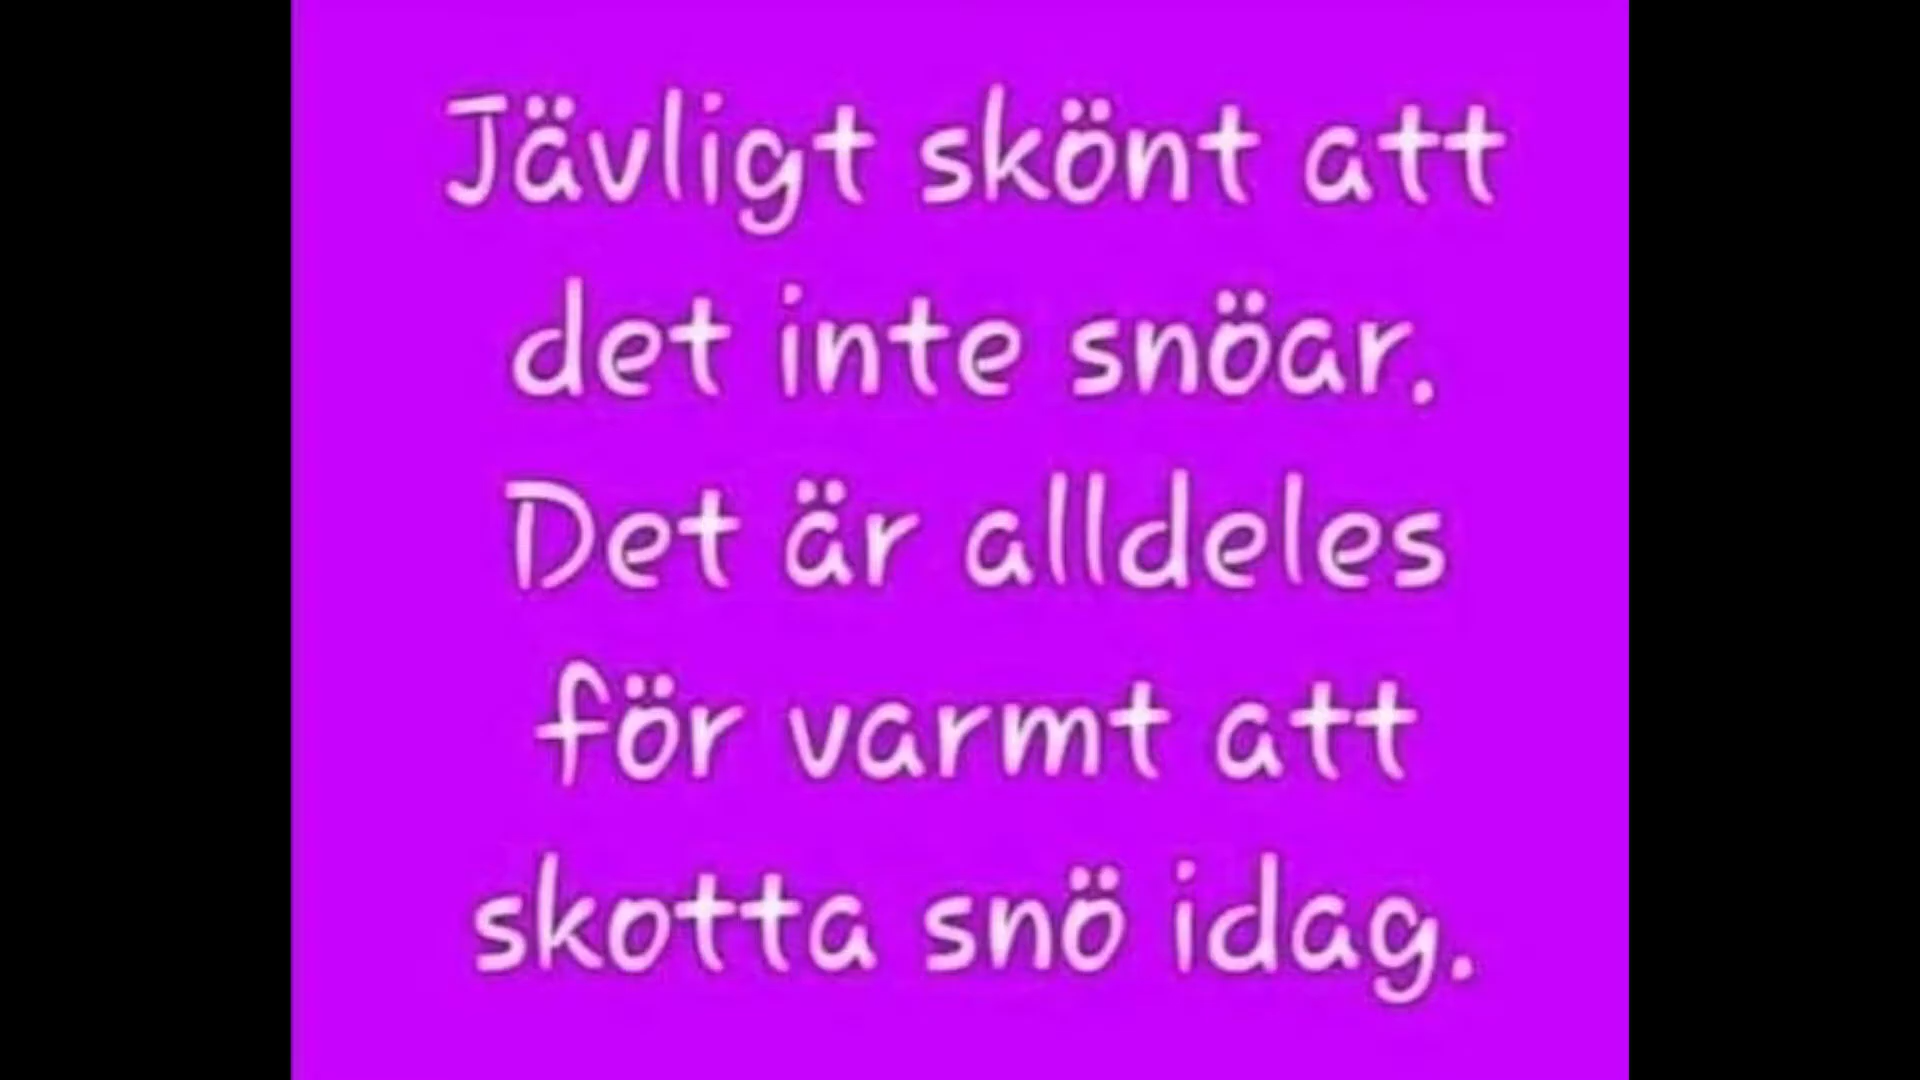 Jävligt skönt att
det inte snöar.
Det är alldeles
för varmt att
skotta snö idag.